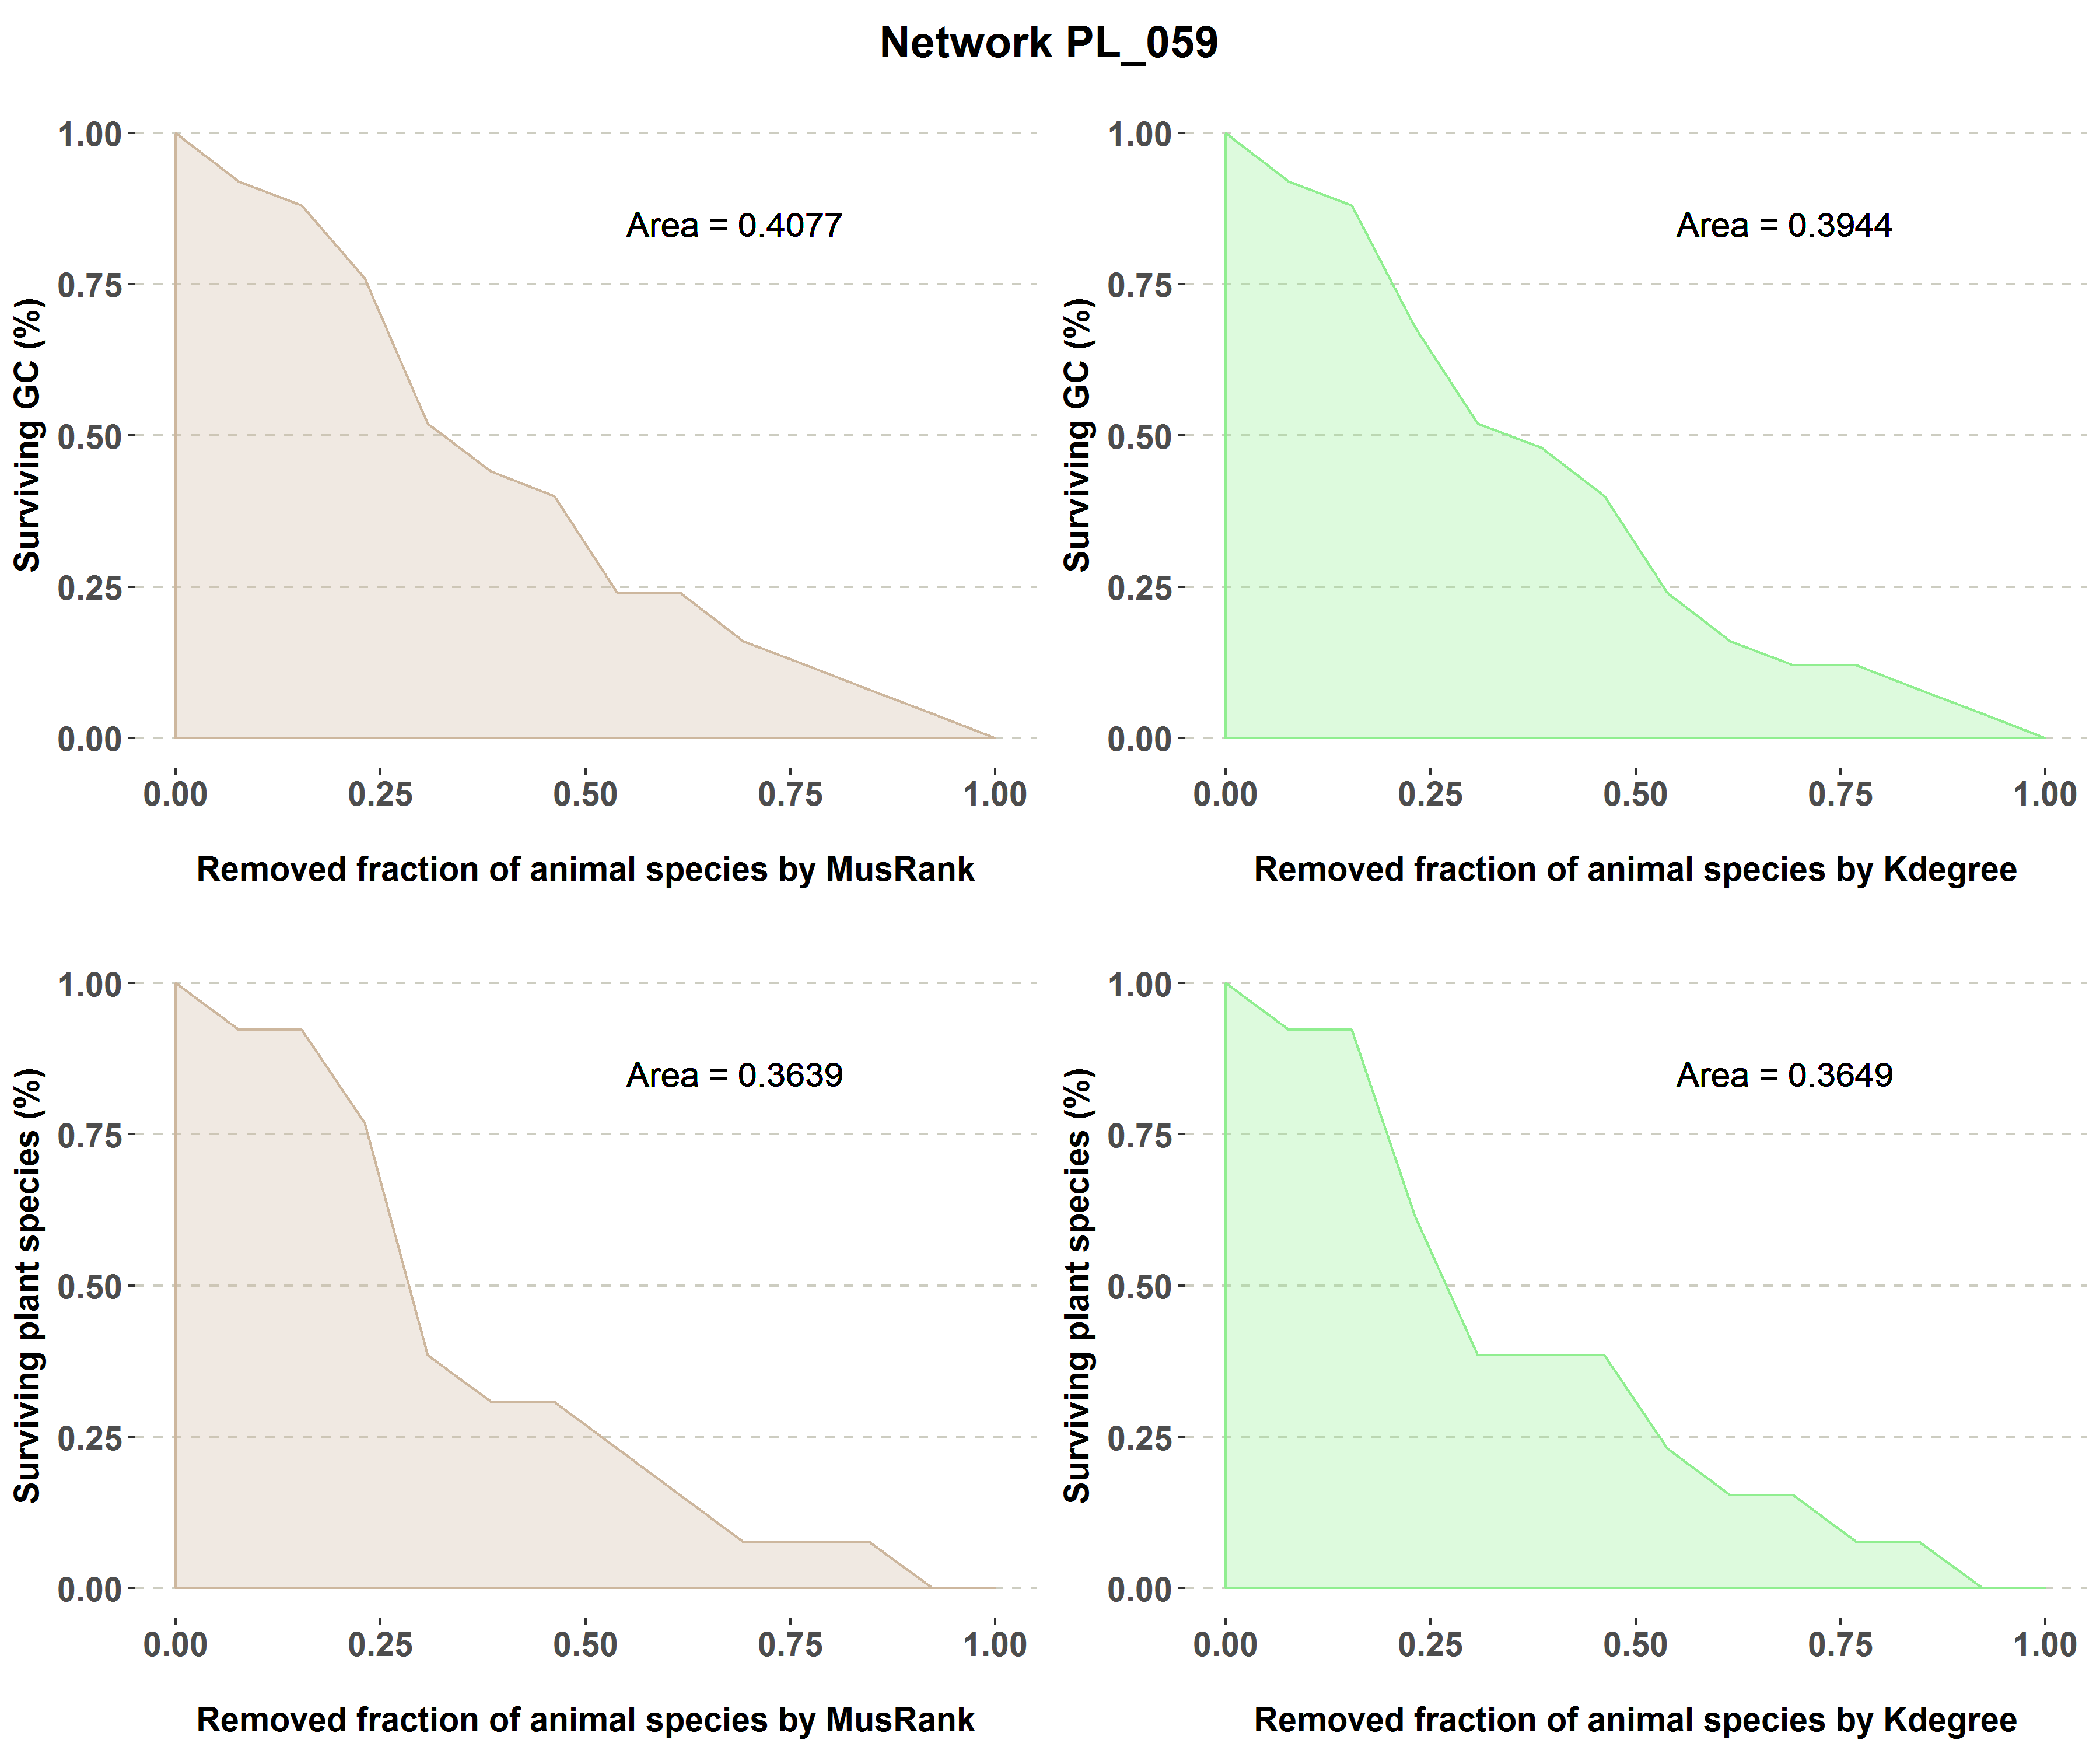 Network PL_059
Surviving GC (%)
1.00
0.75
0.50
0.25
0.00
Area = 0.4077
0.00 0.25 0.50 0.75 1.00
Removed fraction of animal species by MusRank
Surviving GC (%)
1.00
0.75
0.50
0.25
0.00
Area = 0.3944
0.00 0.25 0.50 0.75 1.00
Removed fraction of animal species by Kdegree
Surviving plant species (%)
1.00
0.75
0.50
0.25
0.00
Area = 0.3639
0.00 0.25 0.50 0.75 1.00
Removed fraction of animal species by MusRank
Surviving plant species (%)
1.00
0.75
0.50
0.25
0.00
Area = 0.3649
0.00 0.25 0.50 0.75 1.00
Removed fraction of animal species by Kdegree